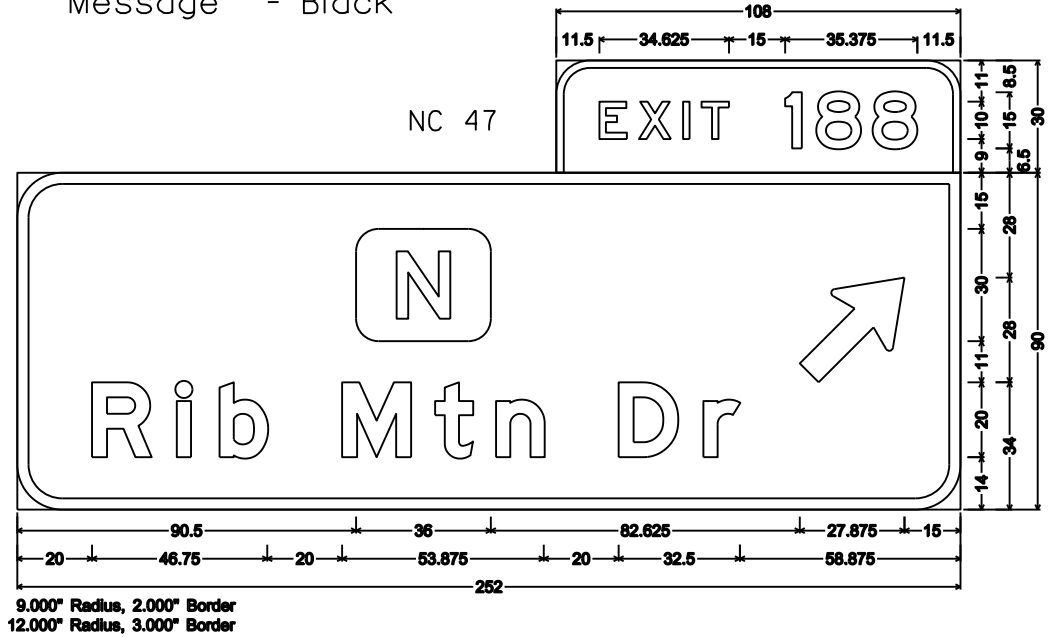 Message - Black
108
11.5 34.625 15 35.375 11.5
NC 47
EXIT 188
11 10 9
8.5 15 6.5
30
N
Rib Mtn Dr
15 30 11 20 14
28 28 34
90
90.5 36 82.625 27.875 15
20 46.75 20 53.875 20 32.5 58.875
252
9.000" Radius, 2.000" Border
12.000" Radius, 3.000" Border